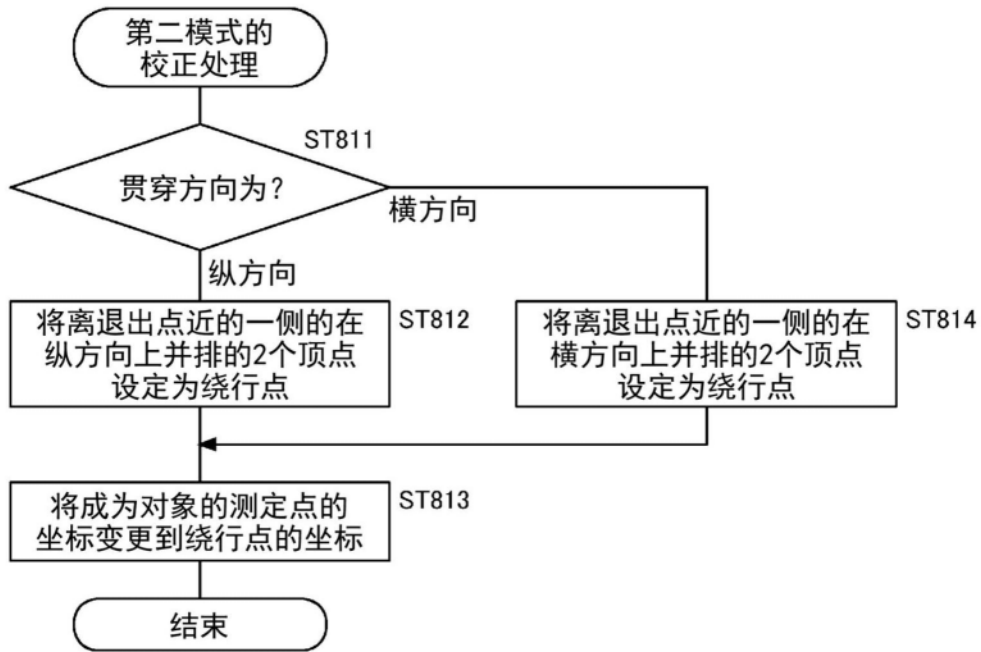 第二模式的
校正处理
ST811
贯穿方向为?
横方向
纵方向
将离退出点近的一侧的在
纵方向上并排的2个顶点
设定为绕行点
ST812
将离退出点近的一侧的在
横方向上并排的2个顶点
设定为绕行点
ST814
将成为对象的测定点的
坐标变更到绕行点的坐标
ST813
结束